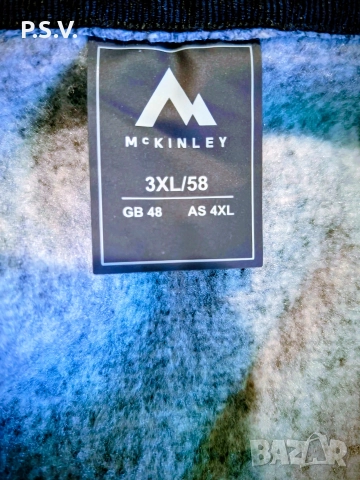 P.S.V.
McKINLEY
3XL/58
GB 48 AS 4XL
BAZAR